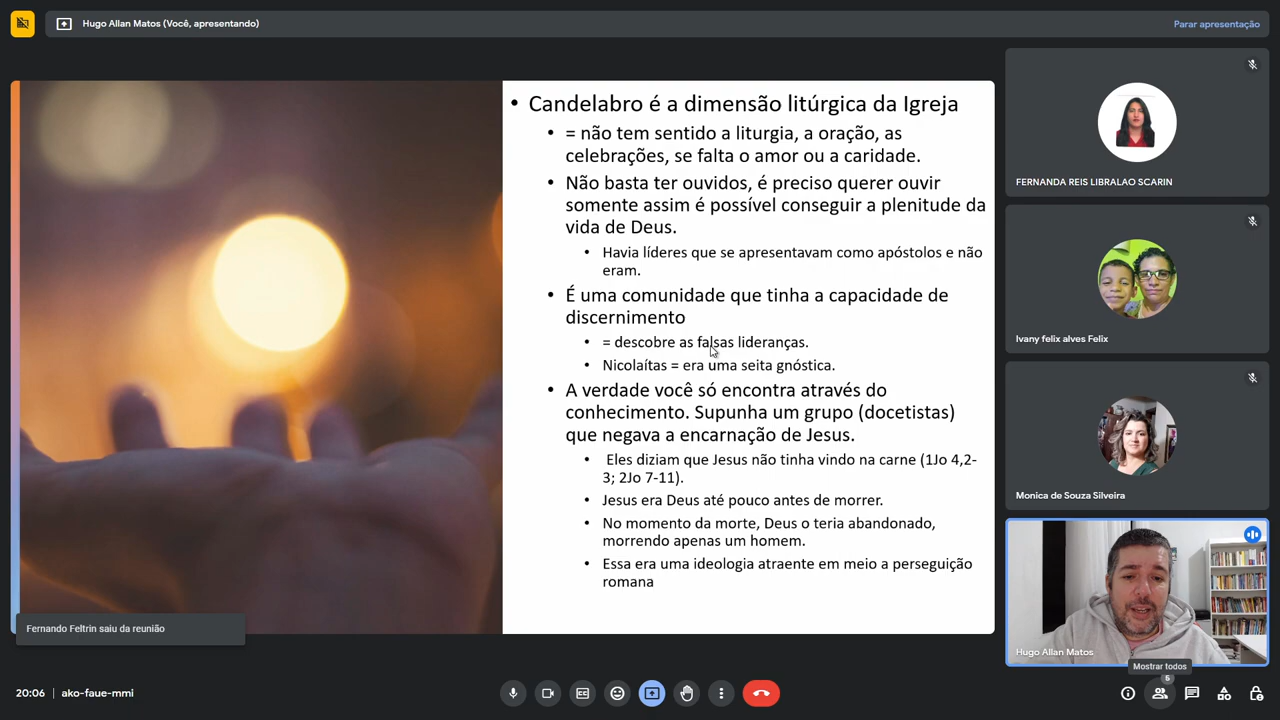 Hugo Allan Matos (Você, apresentando)
Parar apresentação
• Candelabro é a dimensão litúrgica da Igreja
• = não tem sentido a liturgia, a oração, as
celebrações, se falta o amor ou a caridade.
• Não basta ter ouvidos, é preciso querer ouvir
somente assim é possível conseguir a plenitude da
vida de Deus.
• Havia líderes que se apresentavam como apóstolos e não
eram.
• É uma comunidade que tinha a capacidade de
discernimento
• = descobre as falsas lideranças.
• Nicolaítas = era uma seita gnóstica.
• A verdade você só encontra através do
conhecimento. Supunha um grupo (docetistas)
que negava a encarnação de Jesus.
• Eles diziam que Jesus não tinha vindo na carne (1Jo 4,2-
3; 2Jo 7-11).
• Jesus era Deus até pouco antes de morrer.
• No momento da morte, Deus o teria abandonado,
morrendo apenas um homem.
• Essa era uma ideologia atraente em meio a perseguição
romana
FERNANDA REIS LIBRALAO SCARIN
Ivany felix alves Felix
Monica de Souza Silveira
Hugo Allan Matos
Mostrar todos
Fernando Feltrin saiu da reunião
20:06 | ako-faue-mmi
6